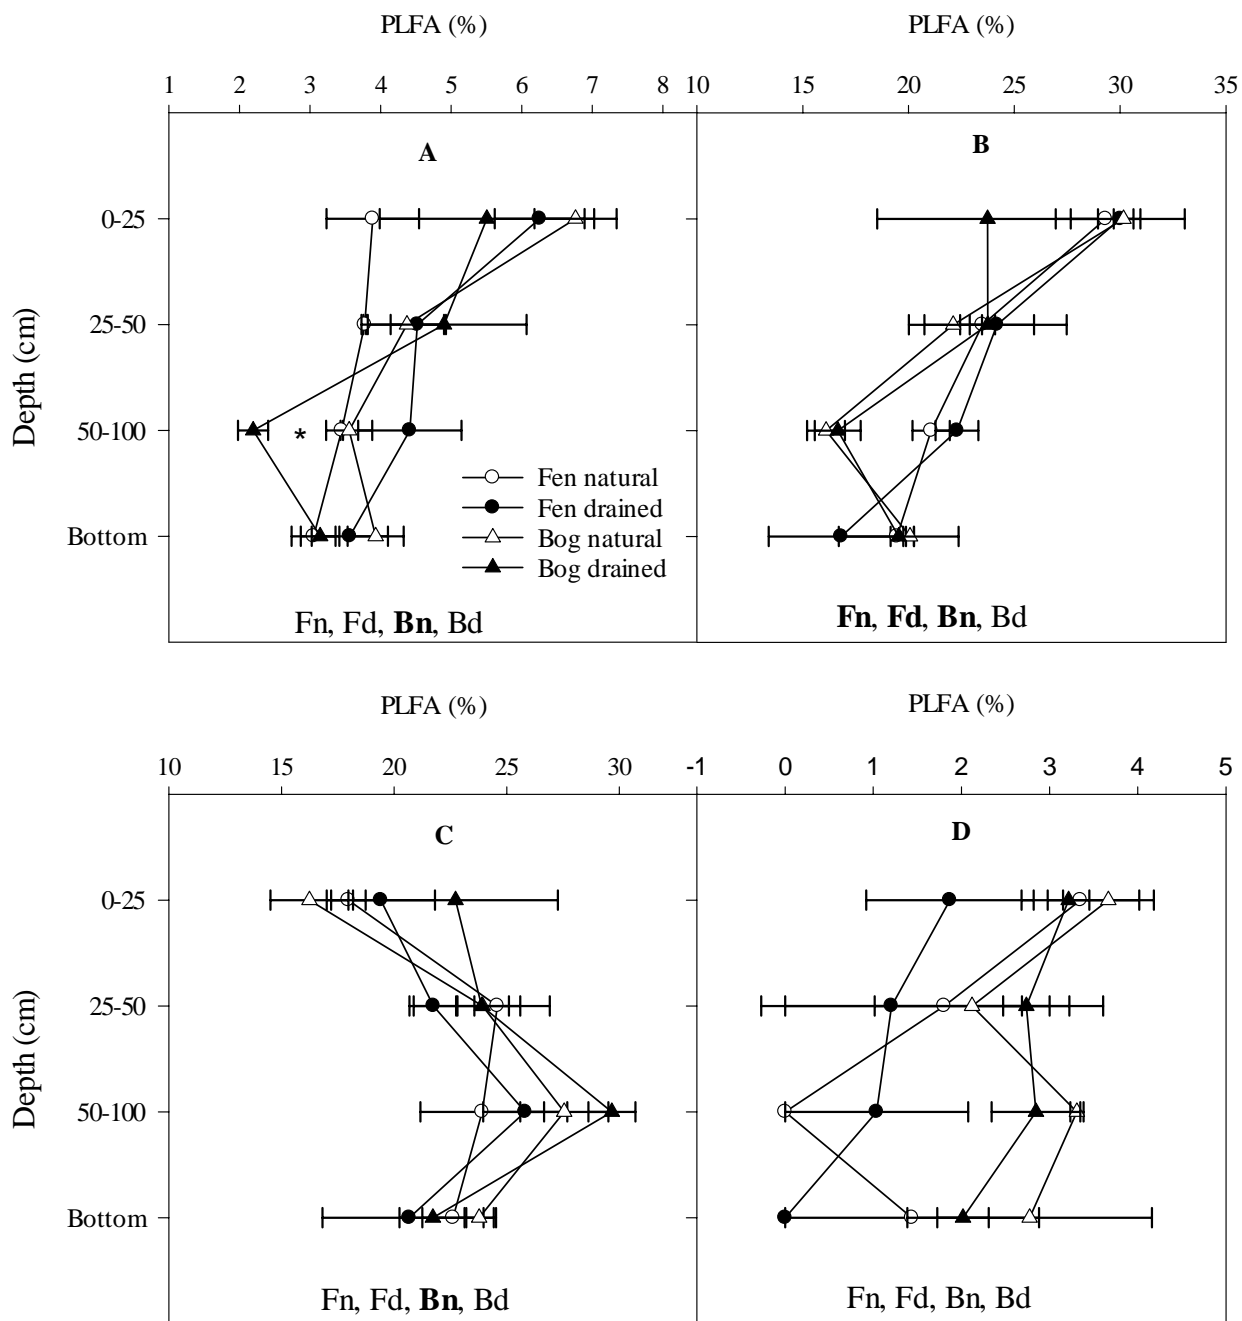 PLFA (%) PLFA (%)
1 2 3 4 5 6 7 8 10 15 20 25 30 35
A B
0-25
25-50
50-100 *
Bottom
Depth (cm)
Fen natural
Fen drained
Bog natural
Bog drained
Fn, Fd, Bn, Bd Fn, Fd, Bn, Bd
PLFA (%) PLFA (%)
10 15 20 25 30 -1 0 1 2 3 4 5
C D
0-25
25-50
50-100
Bottom
Depth (cm)
Fn, Fd, Bn, Bd Fn, Fd, Bn, Bd